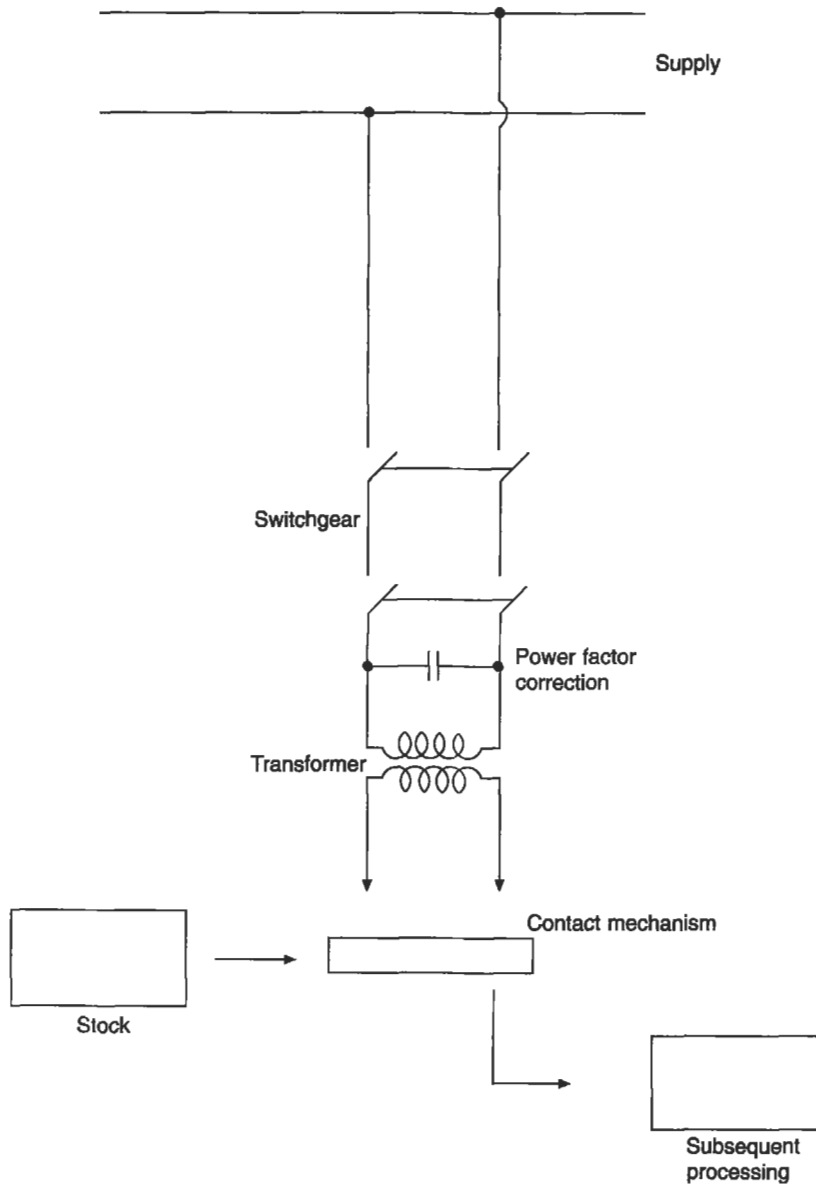 Supply
Switchgear
Power factor
correction
Transformer
Contact mechanism
Stock
Subsequent
processing